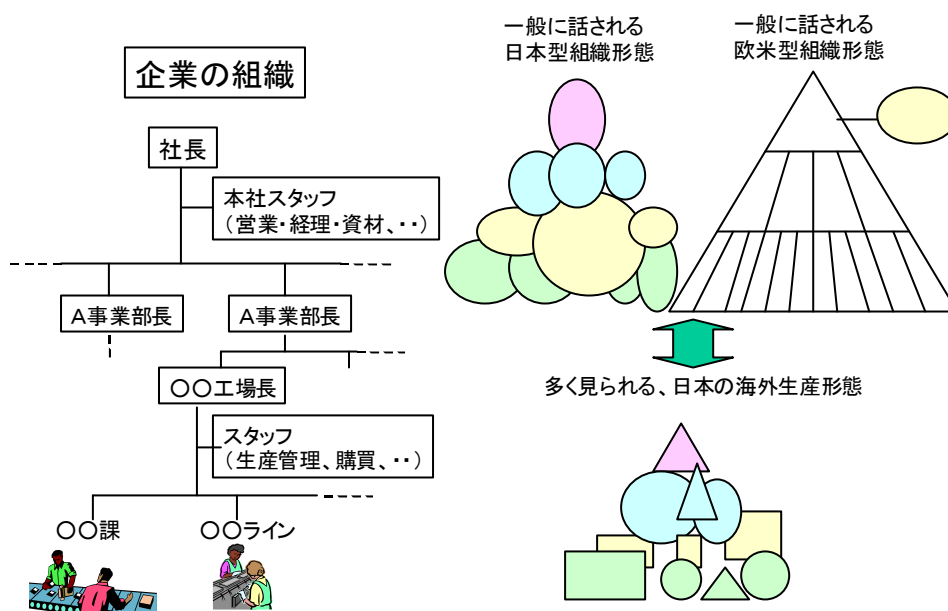 企業の組織
社長
本社スタッフ
(営業・経理・資材、・・)
A事業部長
A事業部長
〇〇工場長
スタッフ
(生産管理、購買、・・)
〇〇課
〇〇ライン
一般に話される
日本型組織形態
一般に話される
欧米型組織形態
多く見られる、日本の海外生産形態